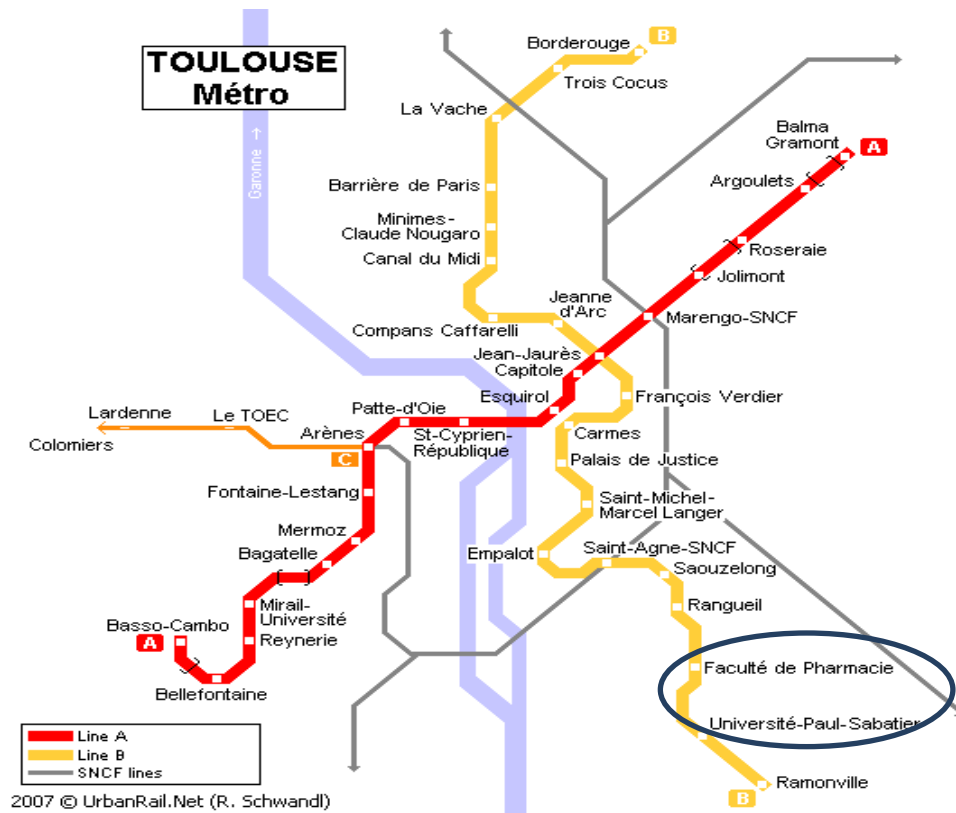 TOULOUSE
Métro
Garonne →
B
Borderouge
Trois Cocus
La Vache
Balma
Gramont
A
Argoulets
Barrière de Paris
Minimes-
Claude Nougaro
Roseraie
Canal du Midi
Jolimont
Jeanne
d'Arc
Marengo-SNCF
Compans Caffarelli
Jean-Jaurès
Capitole
Esquirol
François Verdier
Patte-d'Oie
Lardenne
Le TOEC
Colomiers
Arènes
C
St-Cyprien-
République
Carmes
Palais de Justice
Fontaine-Lestang
Saint-Michel-
Marcel Langer
Mermoz
Bagatelle
Empalot
Saint-Agne-SNCF
Saouzelong
Mirail-
Université
Rangueil
Basso-Cambo
A
Reynerie
Faculté de Pharmacie
Bellefontaine
Université-Paul-Sabatier
Line A
Line B
SNCF lines
Ramonville
B
2007 © UrbanRail.Net (R. Schwandl)